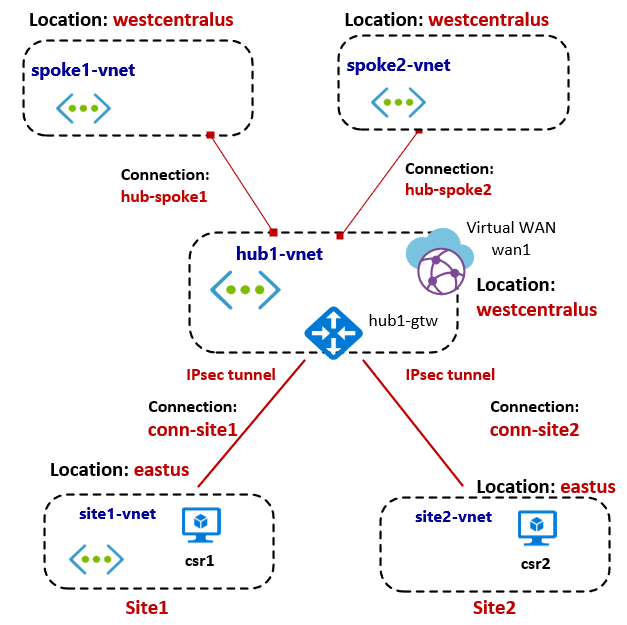 Location: westcentralus
Location: westcentralus
spoke1-vnet
spoke2-vnet
Connection:
hub-spoke1
Connection:
hub-spoke2
Virtual WAN
wan1
hub1-vnet
Location:
westcentralus
hub1-gtw
IPsec tunnel
IPsec tunnel
Connection:
conn-site1
Connection:
conn-site2
Location: eastus
Location: eastus
site1-vnet
csr1
site2-vnet
csr2
Site1
Site2